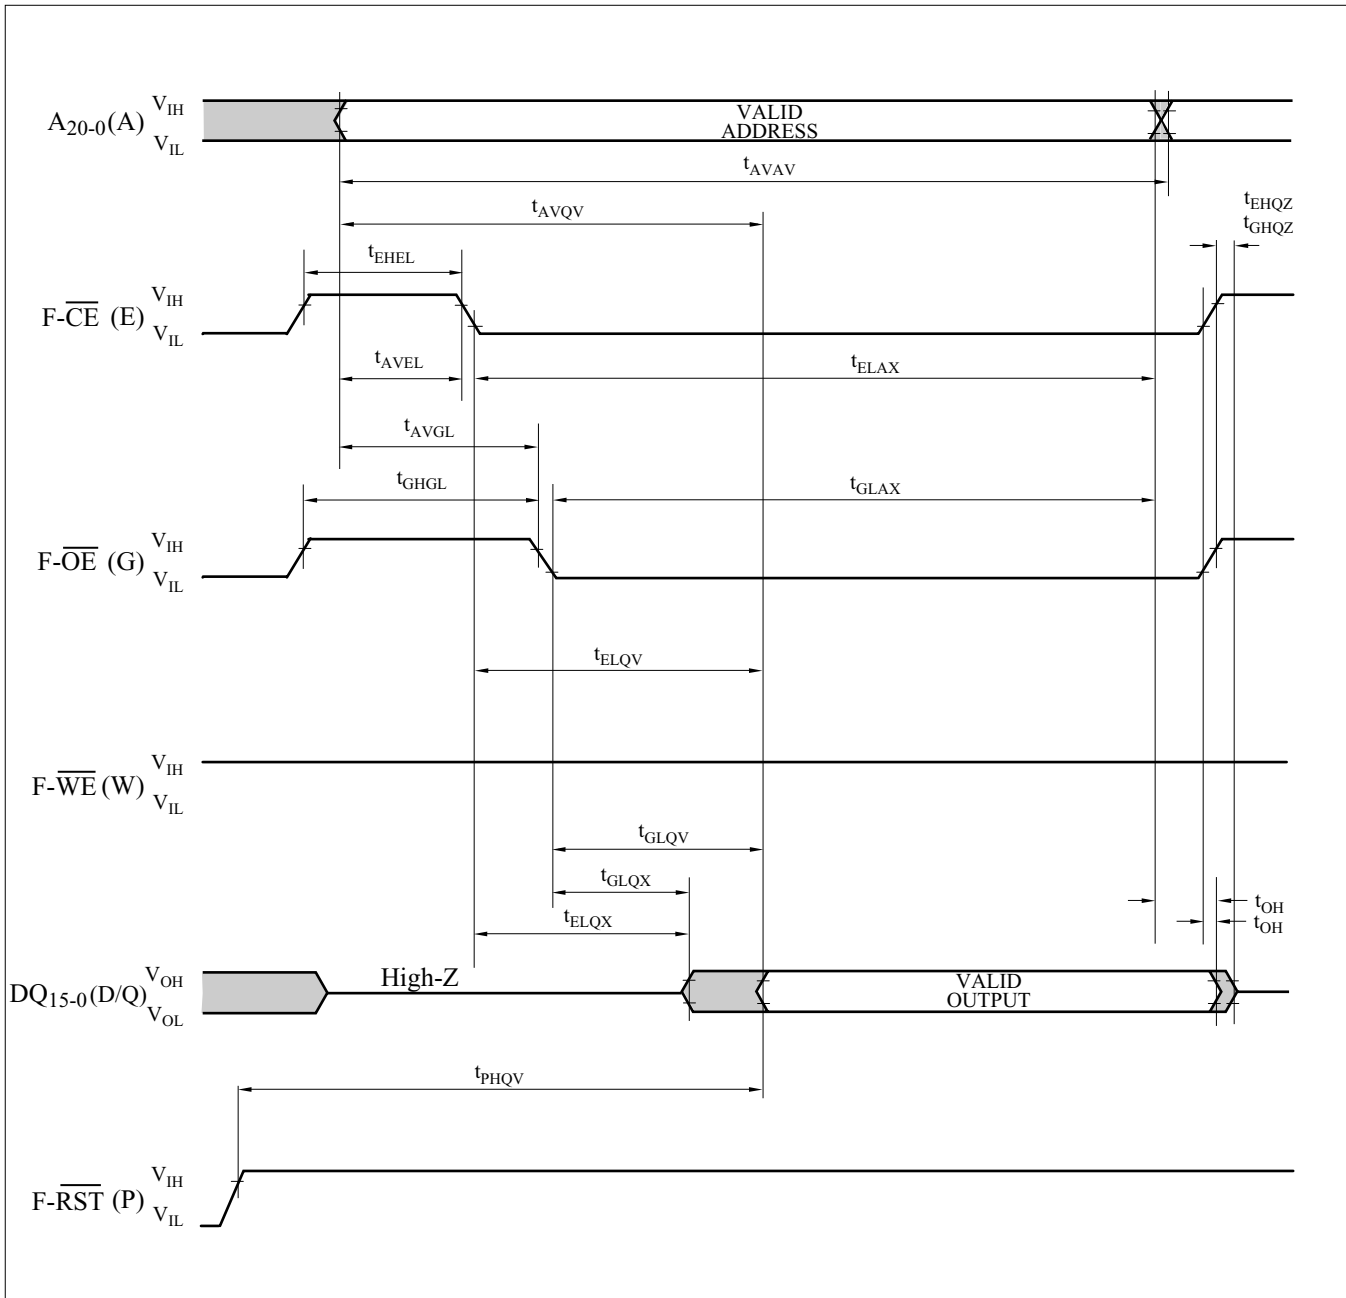 A20-0(A) VIH VIL
VALID
ADDRESS
tAVAV
tAVQV
tEHQZ
tGHQZ
tEHEL
F-CE (E) VIH VIL
tAVEL
tELAX
tAVGL
tGHGL
tGLAX
F-OE (G) VIH VIL
tELQV
F-WE (W) VIH VIL
tGLQV
tGLQX
tELQX
tOH
tOH
DQ15-0(D/Q) VOH VOL
High-Z
VALID
OUTPUT
tPHQV
F-RST (P) VIH VIL